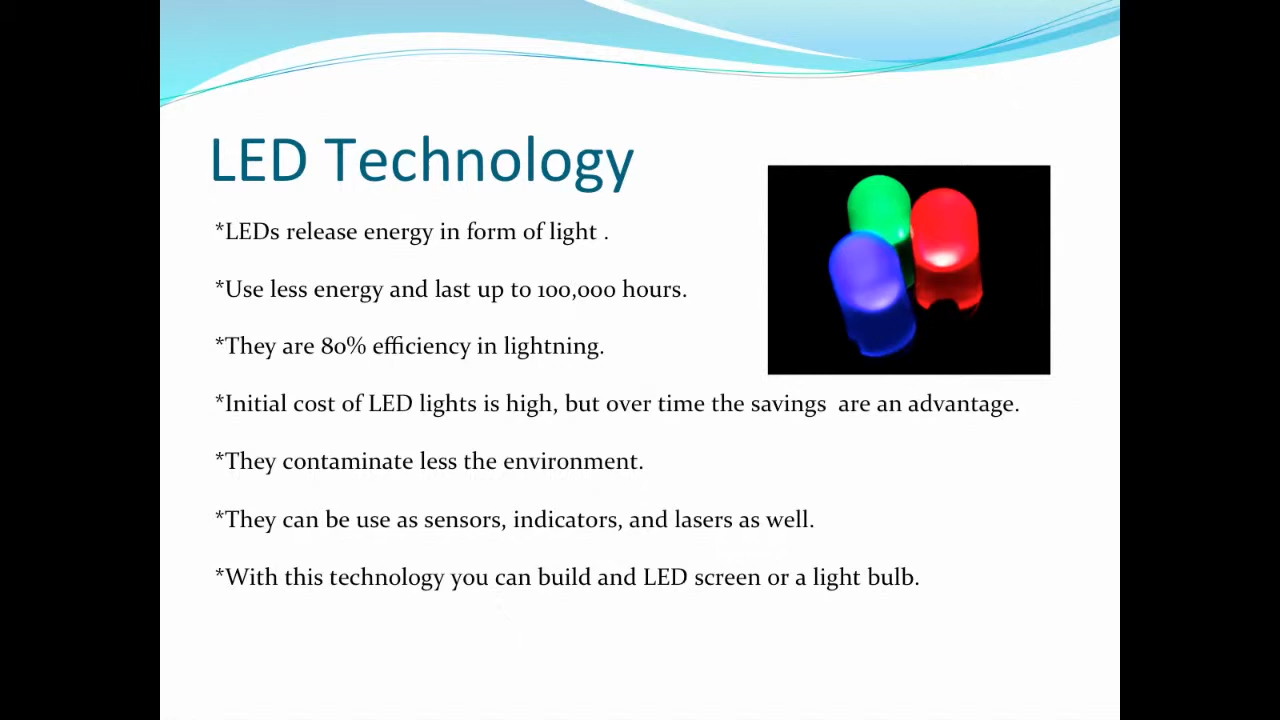 LED Technology
*LEDs release energy in form of light .
*Use less energy and last up to 100,000 hours.
*They are 80% efficiency in lightning.
*Initial cost of LED lights is high, but over time the savings  are an advantage.
*They contaminate less the environment.
*They can be use as sensors, indicators, and lasers as well.
*With this technology you can build and LED screen or a light bulb.